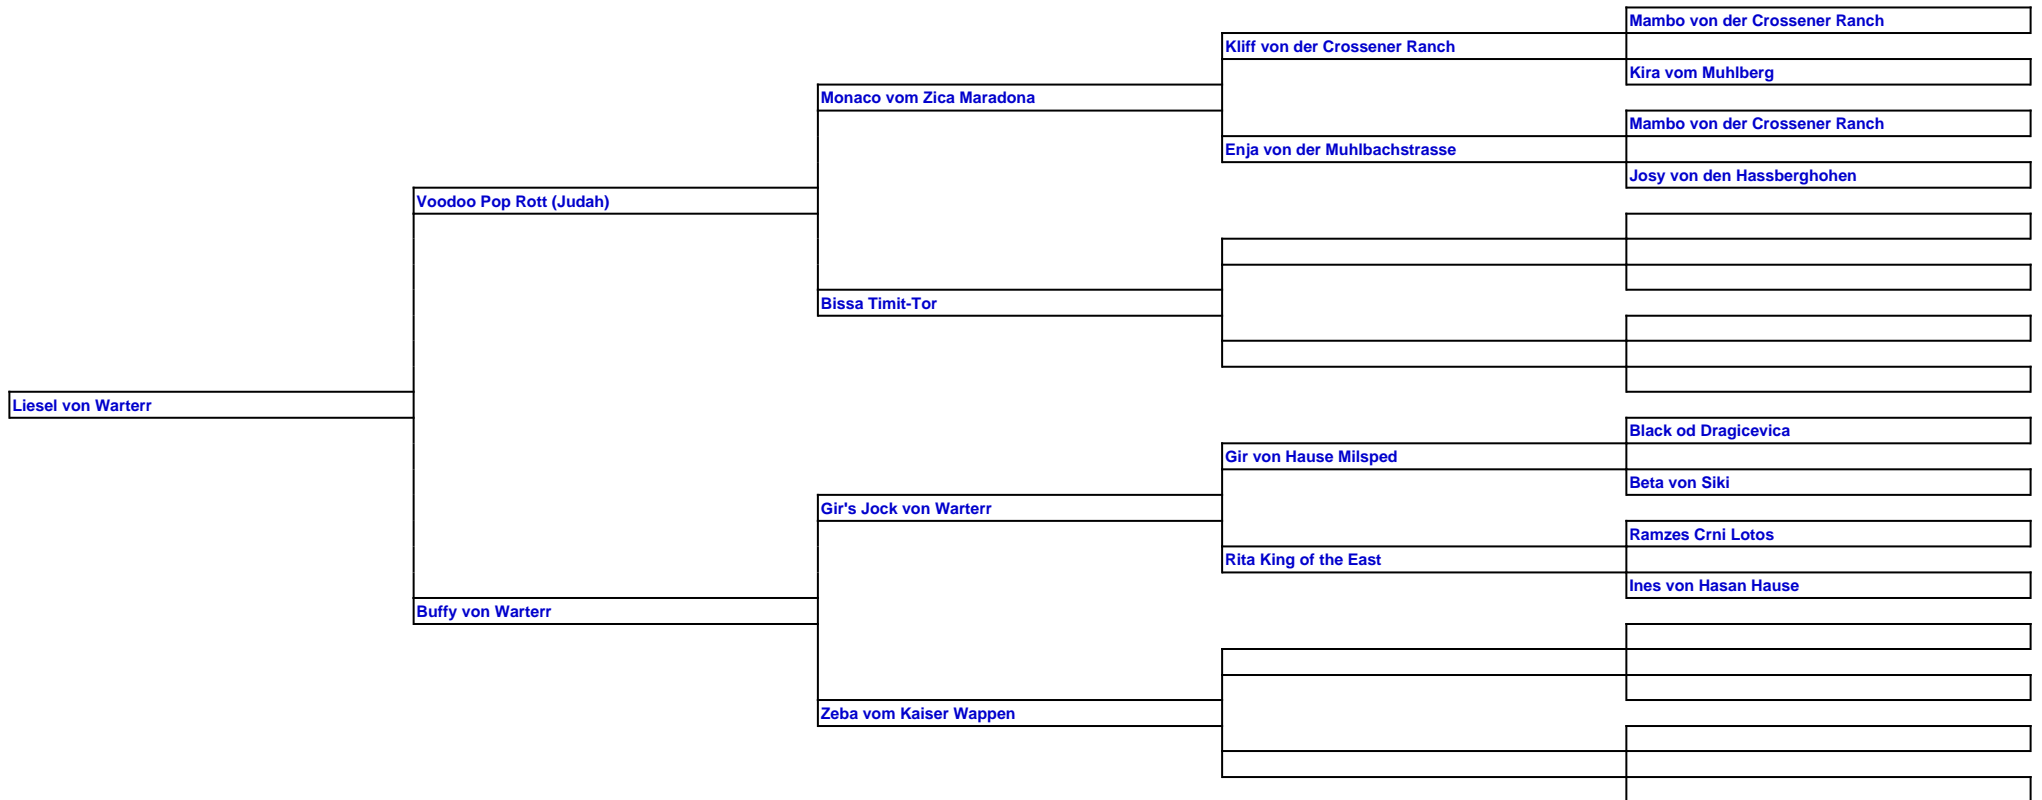 Mambo von der Crossener Ranch
Kliff von der Crossener Ranch
Kira vom Muhlberg
Monaco vom Zica Maradona
Mambo von der Crossener Ranch
Enja von der Muhlbachstrasse
Josy von den Hassberghohen
Voodoo Pop Rott (Judah)
Bissa Timit-Tor
Liesel von Warterr
Black od Dragicevica
Gir von Hause Milsped
Beta von Siki
Gir's Jock von Warterr
Ramzes Crni Lotos
Rita King of the East
Ines von Hasan Hause
Buffy von Warterr
Zeba vom Kaiser Wappen